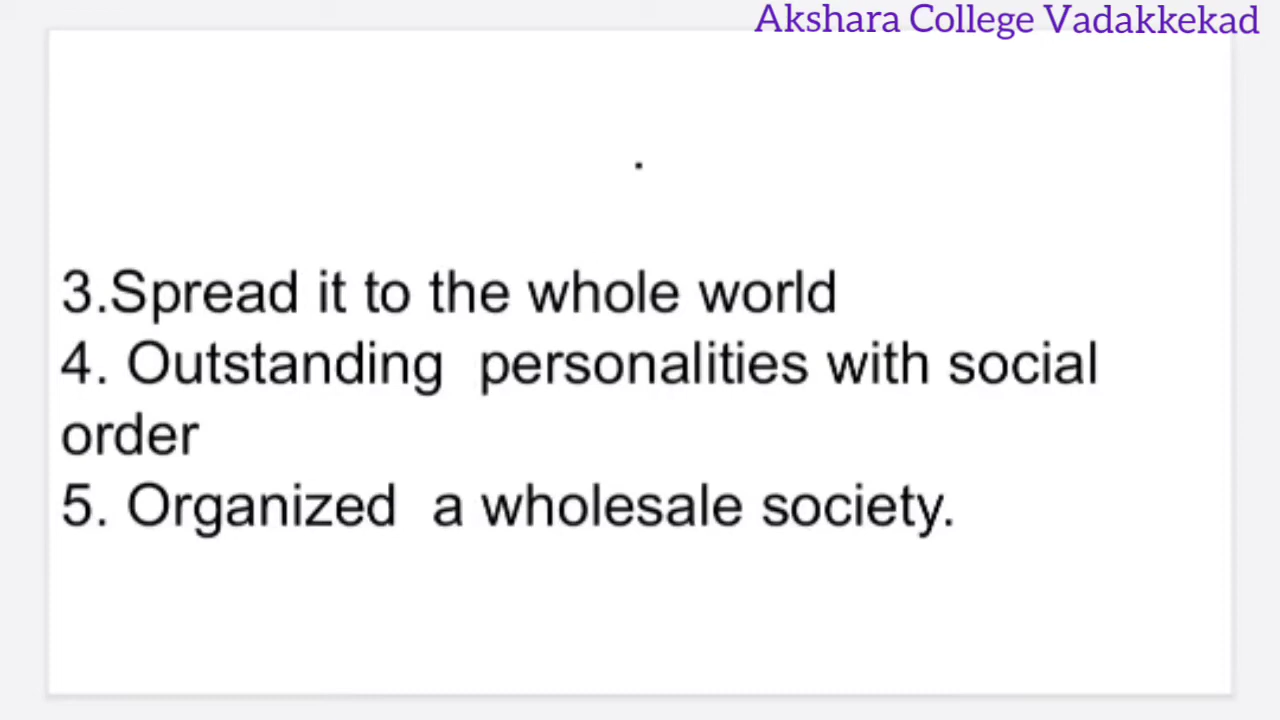 Akshara College Vadakkekad
.
3.Spread it to the whole world
4. Outstanding  personalities with social
order
5. Organized  a wholesale society.